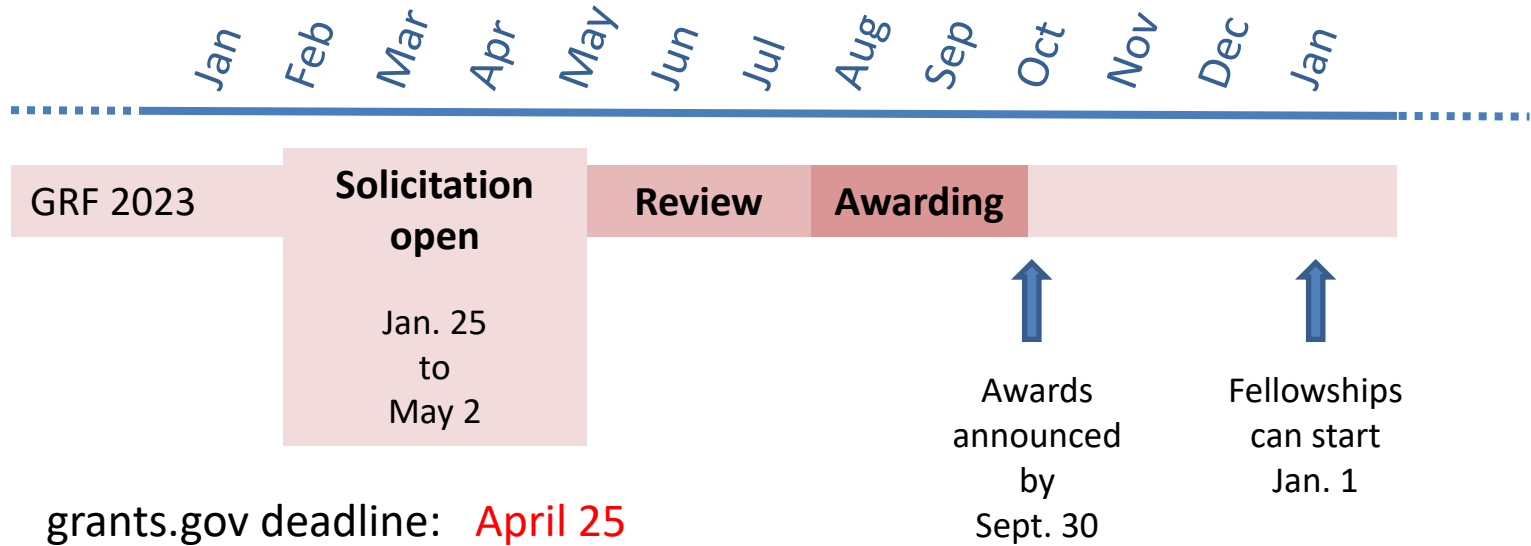 Jan Feb Mar Apr May Jun Jul Aug Sep Oct Nov Dec Jan
GRF 2023
Solicitation
open
Jan. 25
to
May 2
Review
Awarding
Awards
announced
by
Sept. 30
Fellowships
can start
Jan. 1
grants.gov deadline: April 25